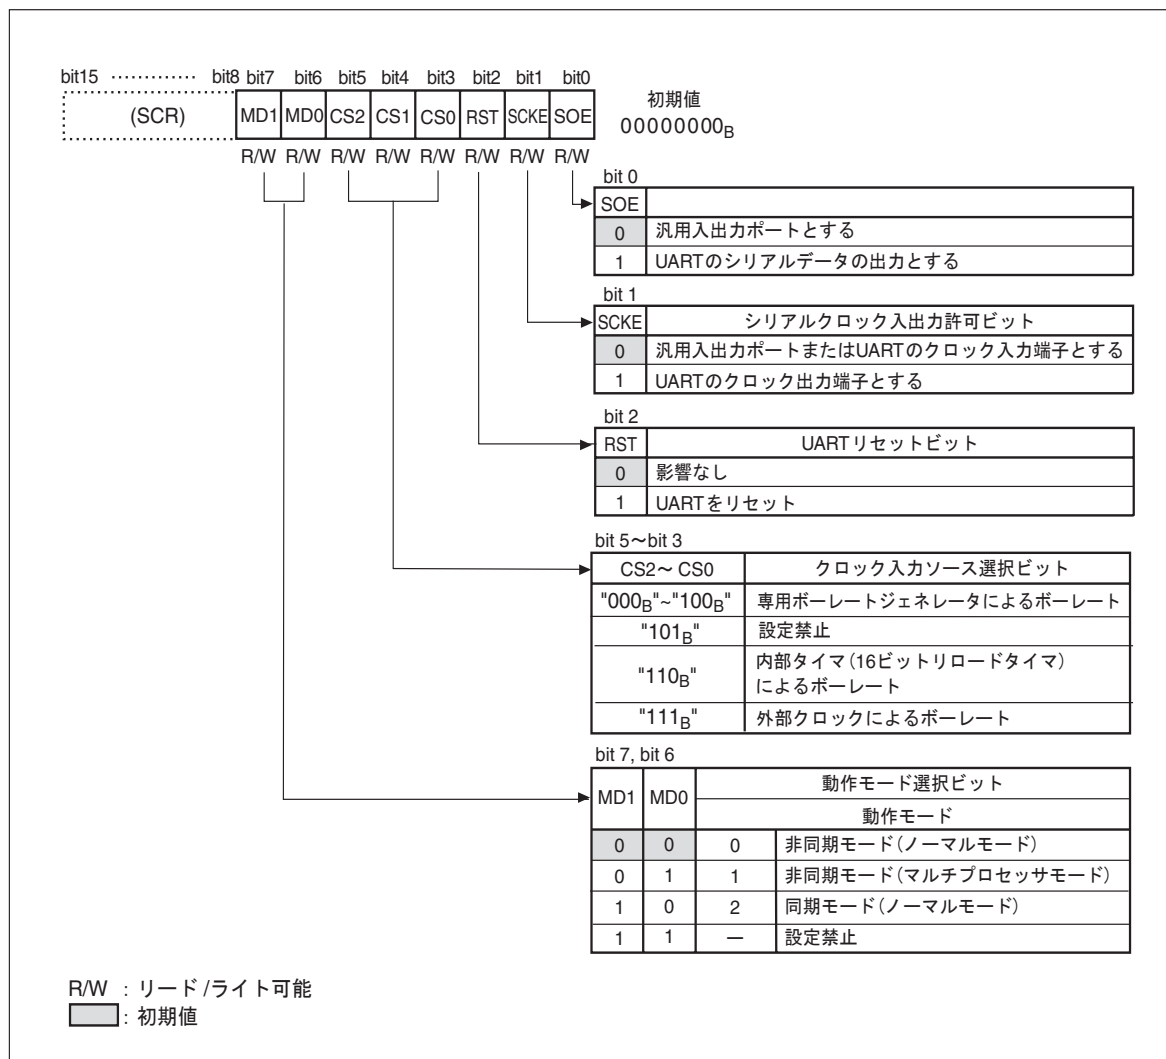 bit15 ············ bit8 bit7 bit6 bit5 bit4 bit3 bit2 bit1 bit0
(SCR) MD1 MD0 CS2 CS1 CS0 RST SCKE SOE
初期値
00000000B
R/W R/W R/W R/W R/W R/W R/W R/W
bit 0
SOE
0 汎用入出力ポートとする
1 UARTのシリアルデータの出力とする
bit 1
SCKE シリアルクロック入出力許可ビット
0 汎用入出力ポートまたはUARTのクロック入力端子とする
1 UARTのクロック出力端子とする
bit 2
RST UARTリセットビット
0 影響なし
1 UARTをリセット
bit 5～bit 3
CS2～ CS0 クロック入力ソース選択ビット
"000B"~"100B" 専用ボーレートジェネレータによるボーレート
"101B" 設定禁止
"110B" 内部タイマ(16ビットリロードタイマ)
によるボーレート
"111B" 外部クロックによるボーレート
bit 7, bit 6
MD1 MD0 動作モード選択ビット
動作モード
0 0 0 非同期モード(ノーマルモード)
0 1 1 非同期モード(マルチプロセッサモード)
1 0 2 同期モード(ノーマルモード)
1 1 ― 設定禁止
R/W : リード /ライト可能
: 初期値